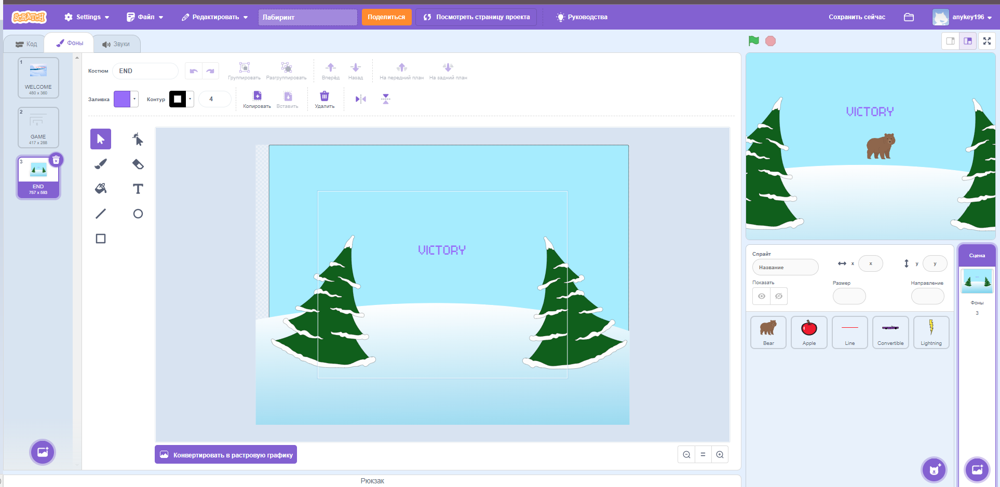 SCRATCH
Settings
Файл
Редактировать
Лабиринт
Поделиться
Посмотреть страницу проекта
Руководства
Сохранить сейчас
anykey196
Код
Фоны
Звуки
1
WELCOME
480 x 360
2
GAME
417 x 288
3
END
757 x 593
Костюм
END
Группировать
Разгруппировать
Вперёд
Назад
На передний план
На задний план
Заливка
Контур
4
Копировать
Вставить
Удалить
VICTORY
Конвертировать в растровую графику
Рюкзак
VICTORY
Спрайт
Название
x
x
y
y
Показать
Размер
Направление
Bear
Apple
Line
Convertible
Lightning
Сцена
Фоны
3